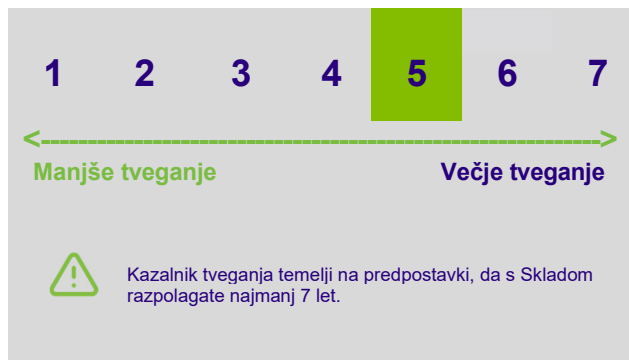 1 2 3 4 5 6 7
<------------------------------------------------------------->
Manjše tveganje Večje tveganje
Kazalnik tveganja temelji na predpostavki, da s Skladom
razpolagate najmanj 7 let.